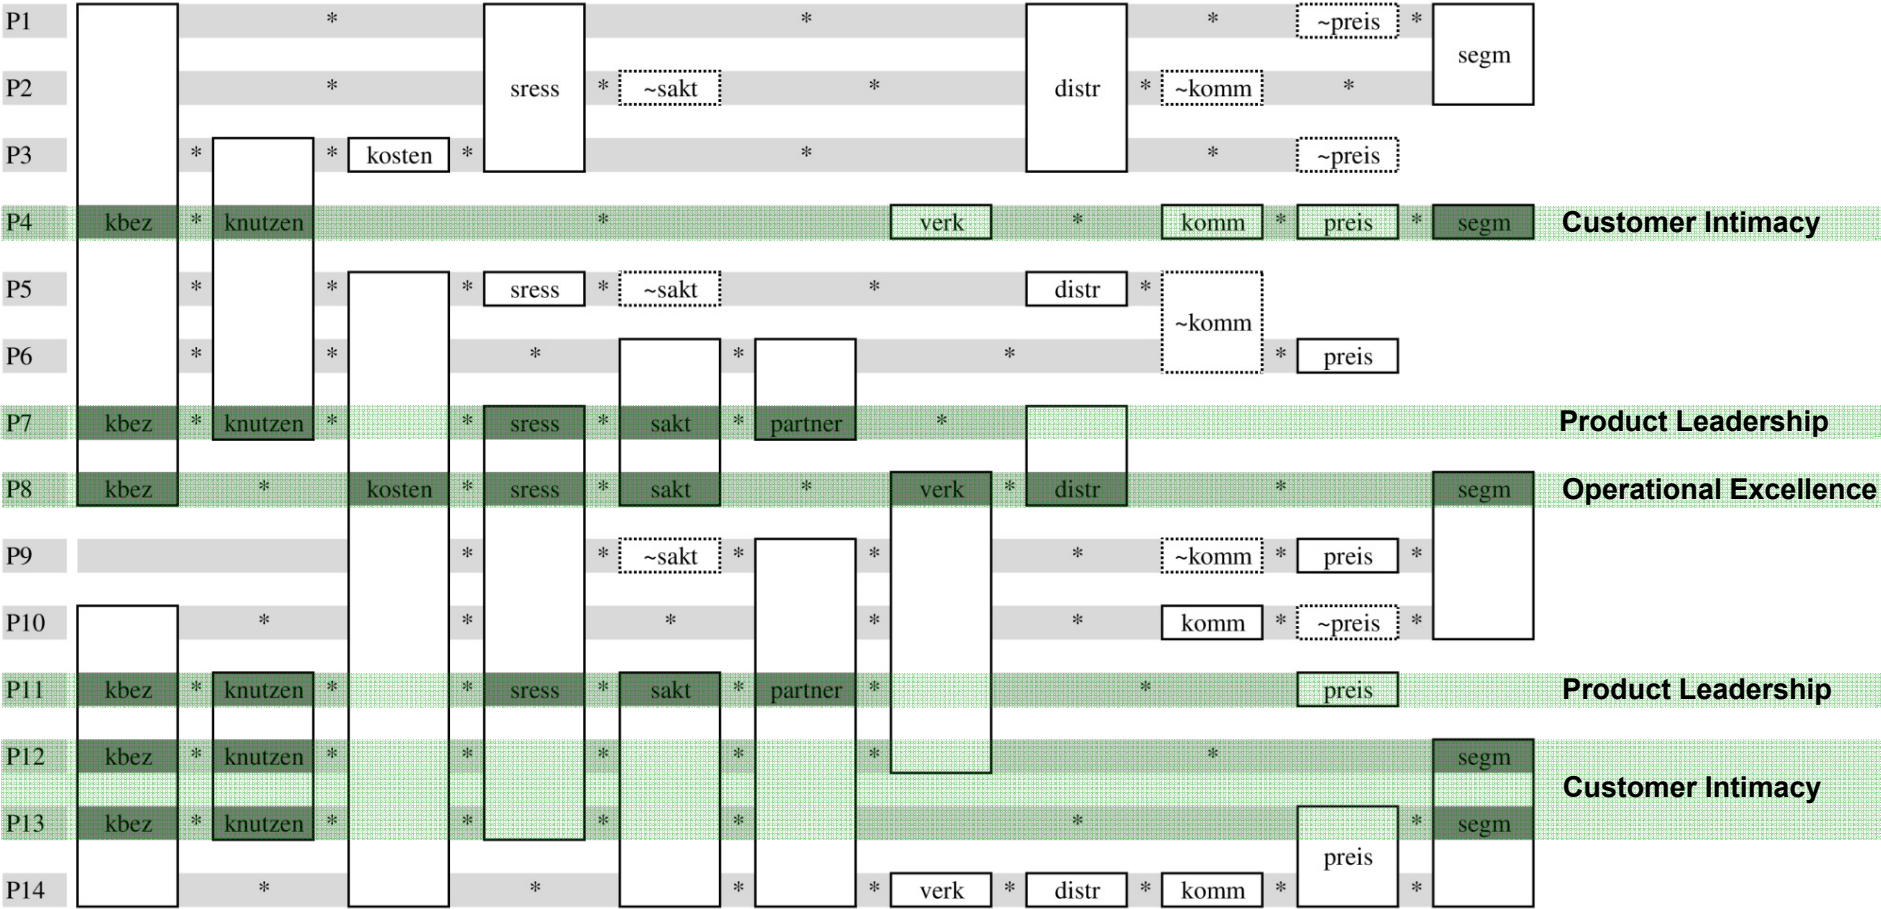 P1 * * * ~preis *
segm
P2 * sress * ~sakt * distr * ~komm *
P3 * * kosten * * * ~preis
P4 kbez * knutzen * verk * komm * preis * segm Customer Intimacy
P5 * * * sress * ~sakt * distr *
~komm
P6 * * * * * * preis
P7 kbez * knutzen * * sress * sakt * partner * Product Leadership
P8 kbez * kosten * sress * sakt * verk * distr * segm Operational Excellence
P9 * * ~sakt * * * ~komm * preis *
P10 * * * * * komm * ~preis *
P11 kbez * knutzen * * sress * sakt * partner * * preis Product Leadership
P12 kbez * knutzen * * * * * * segm
Customer Intimacy
P13 kbez * knutzen * * * * * * segm
preis
P14 * * * * verk * distr * komm * *